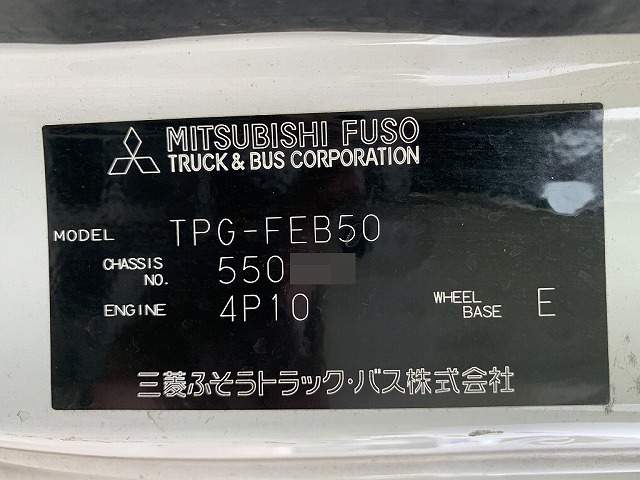 MITSUBISHI FUSO
TRUCK & BUS CORPORATION
MODEL TPG-FEB50
CHASSIS NO. 550
ENGINE 4P10 WHEEL BASE E
三菱ふそうトラック・バス株式会社